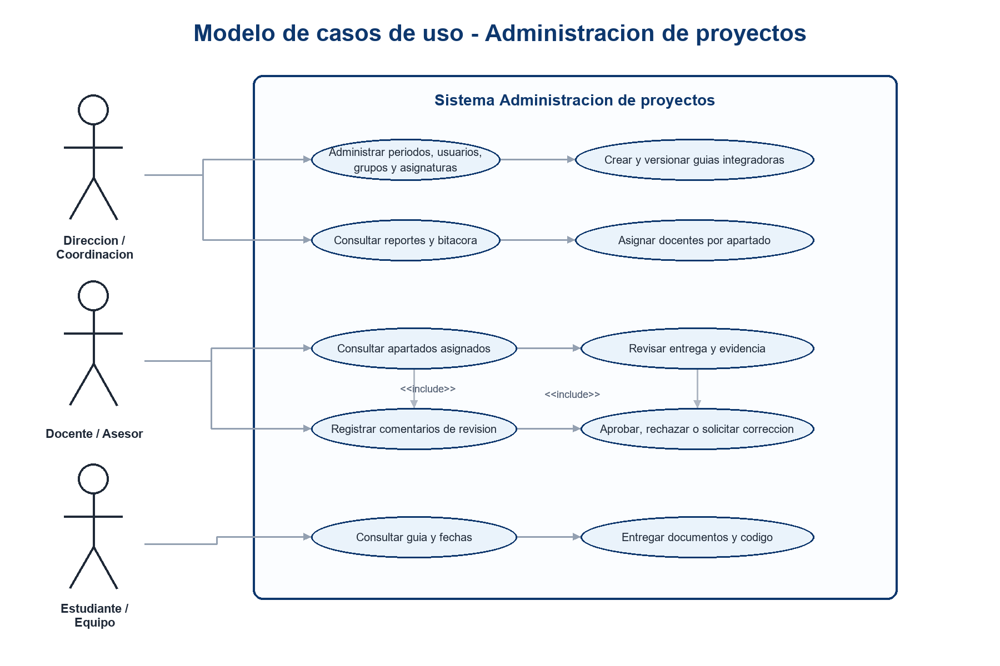 Modelo de casos de uso - Administracion de proyectos
Sistema Administracion de proyectos
Administrar periodos, usuarios,
grupos y asignaturas
Crear y versionar guias integradoras
Direccion /
Coordinacion
Consultar reportes y bitacora
Asignar docentes por apartado
Consultar apartados asignados
Revisar entrega y evidencia
<<include>>
<<include>>
Docente / Asesor
Registrar comentarios de revision
Aprobar, rechazar o solicitar correccion
Consultar guia y fechas
Entregar documentos y codigo
Estudiante /
Equipo